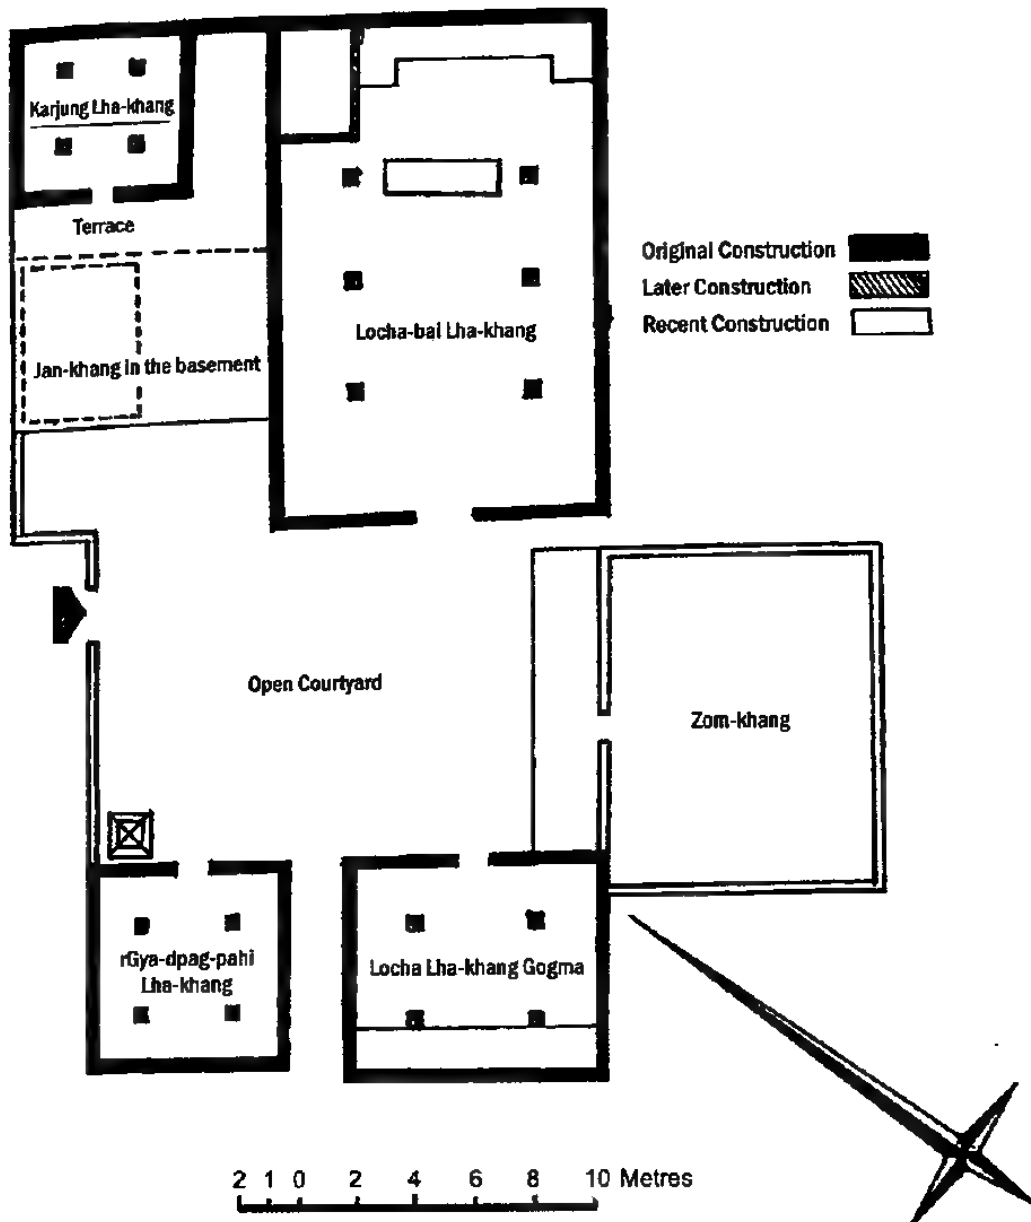 Karjung Lha-khang
Terrace
Jan-khang in the basement
Locha-bai Lha-khang
Original Construction
Later Construction
Recent Construction
Open Courtyard
Zom-khang
rGya-dpag-pahi
Lha-khang
Locha Lha-khang Gogma
2 1 0 2 4 6 8 10 Metres